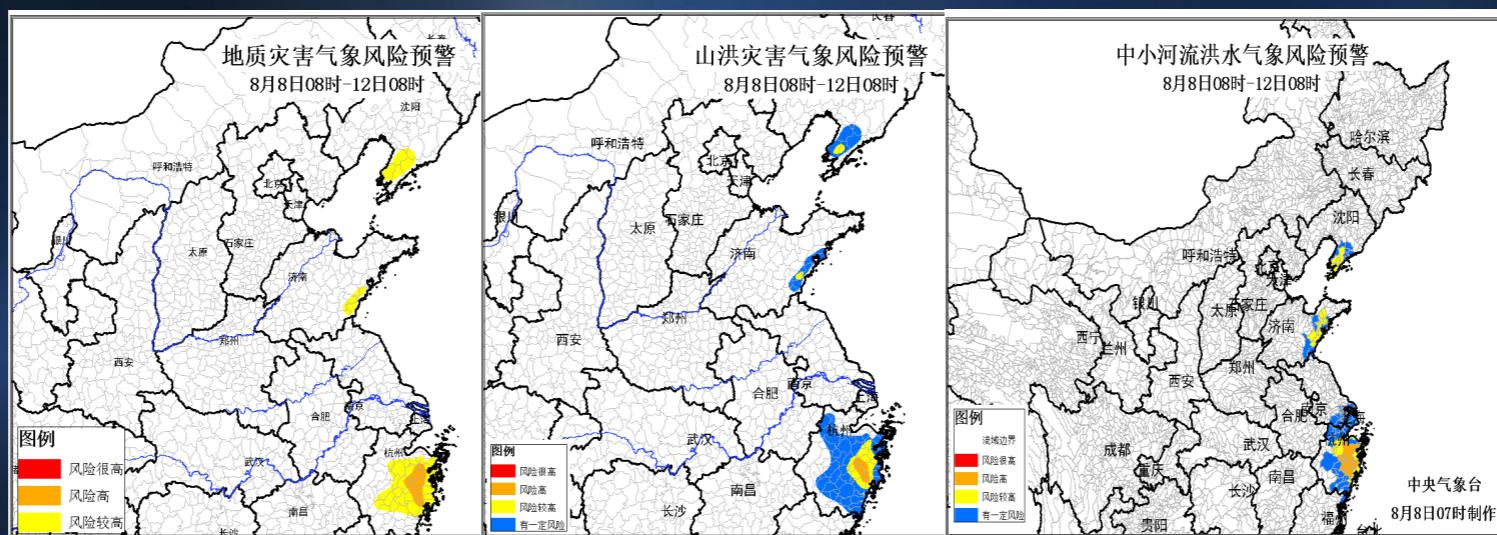 地质灾害气象风险预警
8月8日08时-12日08时
沈阳
呼和浩特
北京
天津
银川
太原
石家庄
济南
西安
郑州
合肥
南京
上海
武汉
杭州
南昌
长沙
图例
风险很高
风险高
风险较高
长春
山洪灾害气象风险预警
8月8日08时-12日08时
呼和浩特
北京
天津
银川
太原
石家庄
济南
西安
郑州
合肥
南京
上海
武汉
杭州
南昌
长沙
图例
风险很高
风险高
风险较高
有一定风险
中小河流洪水气象风险预警
8月8日08时-12日08时
哈尔滨
长春
沈阳
呼和浩特
北京
天津
银川
太原
石家庄
济南
西宁
兰州
郑州
西安
合肥
南京
上海
成都
武汉
杭州
重庆
南昌
长沙
贵阳
福州
图例
流域边界
风险很高
风险高
风险较高
有一定风险
中央气象台
8月8日07时制作